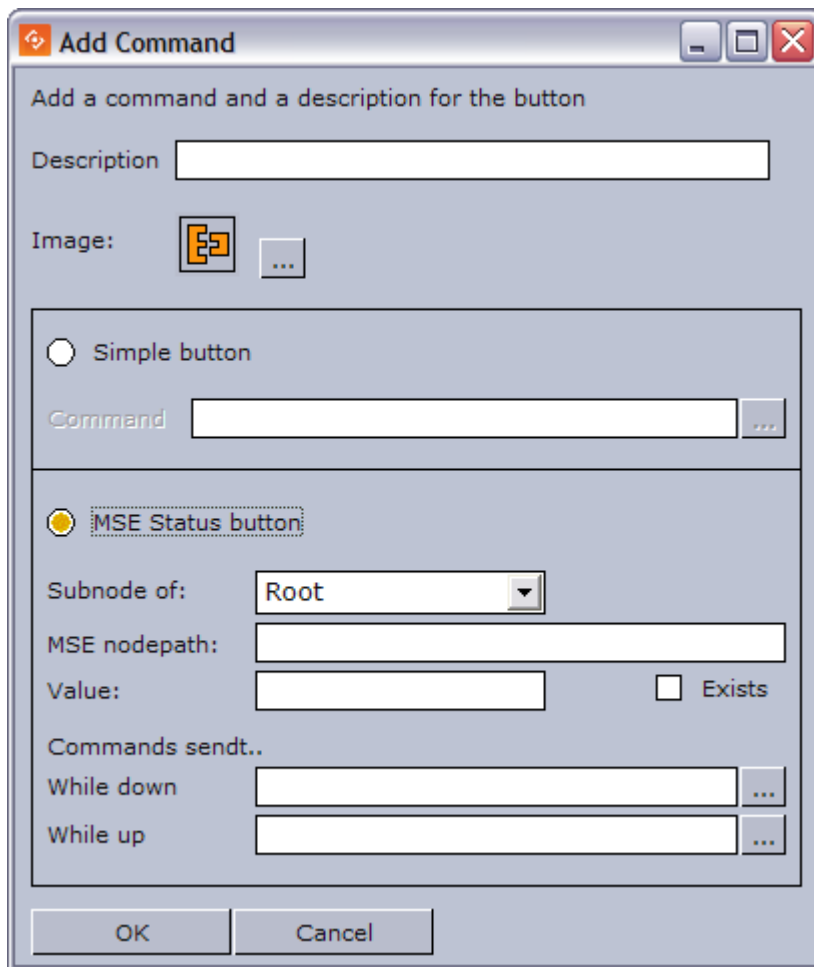 Add Command
Add a command and a description for the button
Description
Image:
...
Simple button
Command
...
MSE Status button
Subnode of: Root
MSE nodepath:
Value: Exists
Commands sendt..
While down ...
While up ...
OK Cancel